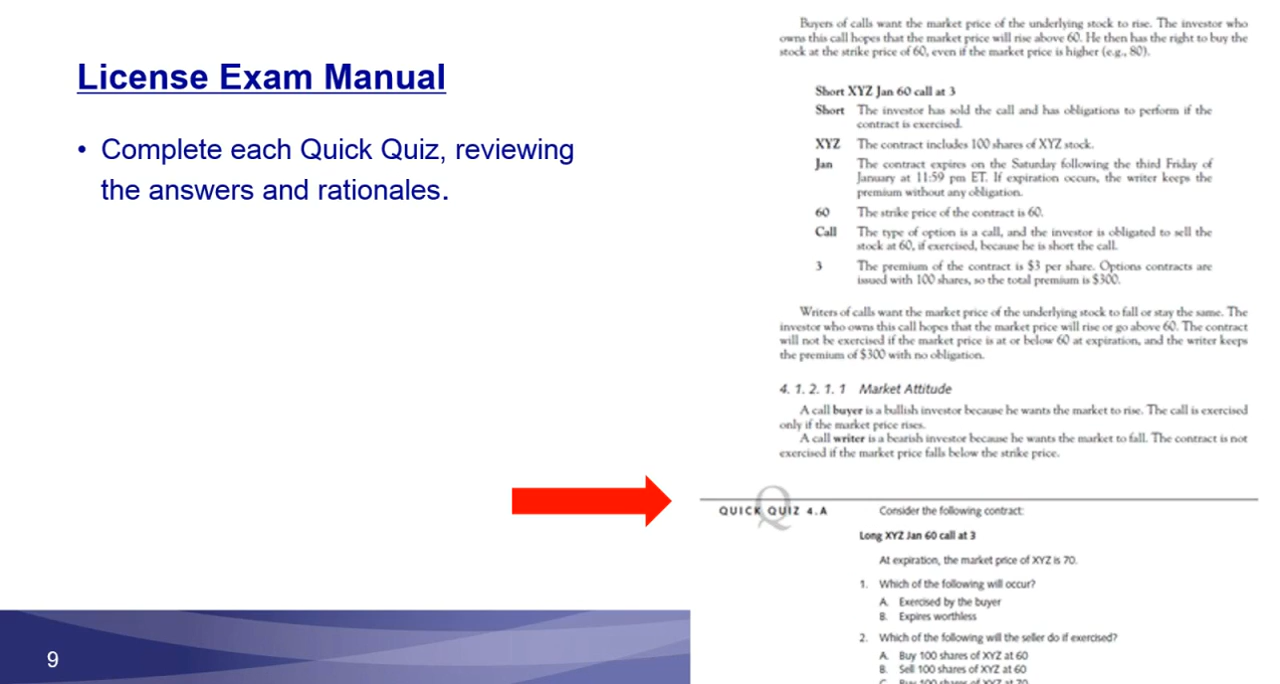 License Exam Manual
• Complete each Quick Quiz, reviewing
the answers and rationales.
9
Buyers of calls want the market price of the underlying stock to rise. The investor who
owns this call hopes that the market price will rise above 60. He then has the right to buy the
stock at the strike price of 60, even if the market price is higher (e.g., 80).
Short XYZ Jan 60 call at 3
Short The investor has sold the call and has obligations to perform if the
contract is exercised.
XYZ The contract includes 100 shares of XYZ stock.
Jan The contract expires on the Saturday following the third Friday of
January at 11:59 pm ET. If expiration occurs, the writer keeps the
premium without any obligation.
60 The strike price of the contract is 60.
Call The type of option is a call, and the investor is obligated to sell the
stock at 60, if exercised, because he is short the call.
3 The premium of the contract is $3 per share. Options contracts are
issued with 100 shares, so the total premium is $300.
Writers of calls want the market price of the underlying stock to fall or stay the same. The
investor who owns this call hopes that the market price will rise or go above 60. The contract
will not be exercised if the market price is at or below 60 at expiration, and the writer keeps
the premium of $300 with no obligation.
4. 1. 2. 1. 1 Market Attitude
A call buyer is a bullish investor because he wants the market to rise. The call is exercised
only if the market price rises.
A call writer is a bearish investor because he wants the market to fall. The contract is not
exercised if the market price falls below the strike price.
Q
QUICK QUIZ 4.A Consider the following contract:
Long XYZ Jan 60 call at 3
At expiration, the market price of XYZ is 70.
1. Which of the following will occur?
A. Exercised by the buyer
B. Expires worthless
2. Which of the following will the seller do if exercised?
A. Buy 100 shares of XYZ at 60
B. Sell 100 shares of XYZ at 60
C. Buy 100 shares of XYZ at 70